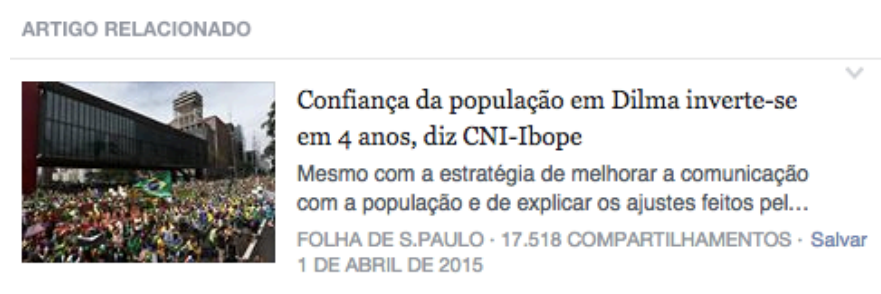 ARTIGO RELACIONADO
Confiança da população em Dilma inverte-se
em 4 anos, diz CNI-Ibope
Mesmo com a estratégia de melhorar a comunicação
com a população e de explicar os ajustes feitos pel...
FOLHA DE S.PAULO · 17.518 COMPARTILHAMENTOS · Salvar
1 DE ABRIL DE 2015